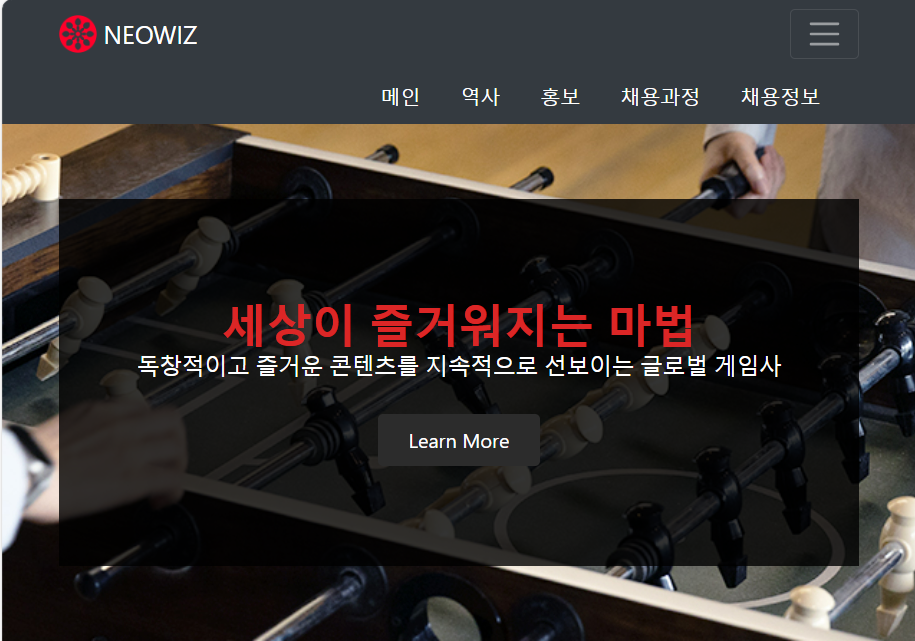 NEOWIZ
메인 역사 홍보 채용과정 채용정보
세상이 즐거워지는 마법
독창적이고 즐거운 콘텐츠를 지속적으로 선보이는 글로벌 게임사
Learn More